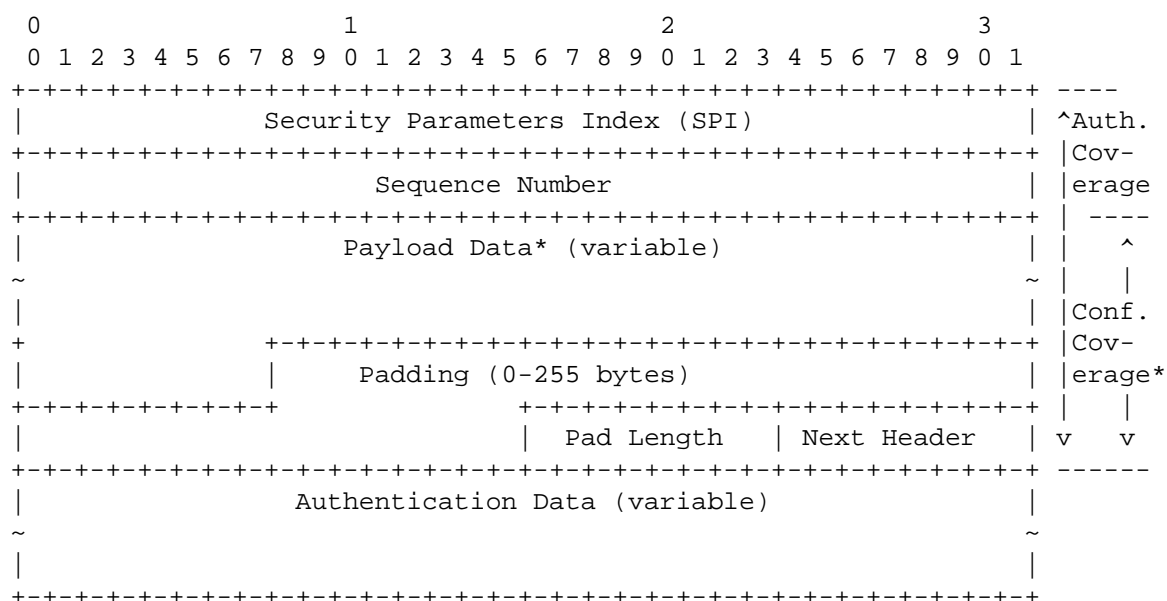 0                   1                   2                   3
 0 1 2 3 4 5 6 7 8 9 0 1 2 3 4 5 6 7 8 9 0 1 2 3 4 5 6 7 8 9 0 1
+-+-+-+-+-+-+-+-+-+-+-+-+-+-+-+-+-+-+-+-+-+-+-+-+-+-+-+-+-+-+-+-+ ----
|               Security Parameters Index (SPI)                 | ^Auth.
+-+-+-+-+-+-+-+-+-+-+-+-+-+-+-+-+-+-+-+-+-+-+-+-+-+-+-+-+-+-+-+-+ |Cov-
|                      Sequence Number                          | |erage
+-+-+-+-+-+-+-+-+-+-+-+-+-+-+-+-+-+-+-+-+-+-+-+-+-+-+-+-+-+-+-+-+ | ----
|                    Payload Data* (variable)                   | |   ^
~                                                               ~ |   |
|                                                               | |Conf.
+               +-+-+-+-+-+-+-+-+-+-+-+-+-+-+-+-+-+-+-+-+-+-+-+-+ |Cov-
|               |     Padding (0-255 bytes)                     | |erage*
+-+-+-+-+-+-+-+-+               +-+-+-+-+-+-+-+-+-+-+-+-+-+-+-+-+ |   |
|                               |  Pad Length   | Next Header   | v   v
+-+-+-+-+-+-+-+-+-+-+-+-+-+-+-+-+-+-+-+-+-+-+-+-+-+-+-+-+-+-+-+-+ ------
|                 Authentication Data (variable)                |
~                                                               ~
|                                                               |
+-+-+-+-+-+-+-+-+-+-+-+-+-+-+-+-+-+-+-+-+-+-+-+-+-+-+-+-+-+-+-+-+